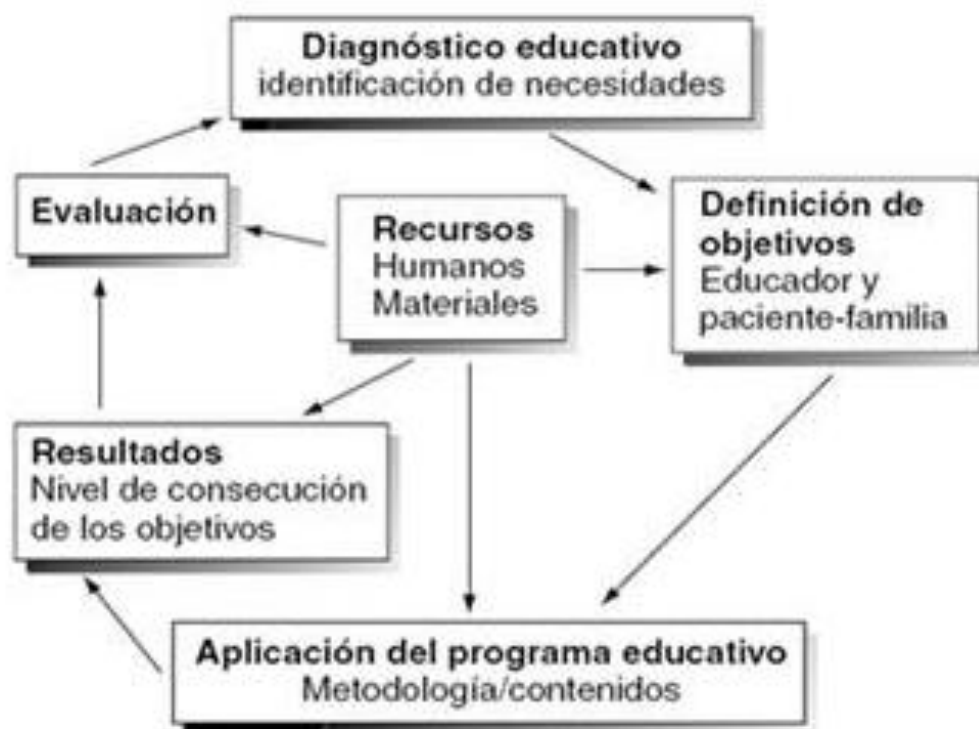 Diagnóstico educativo
identificación de necesidades
Evaluación
Recursos
Humanos
Materiales
Definición de
objetivos
Educador y
paciente-familia
Resultados
Nivel de consecución
de los objetivos
Aplicación del programa educativo
Metodología/contenidos